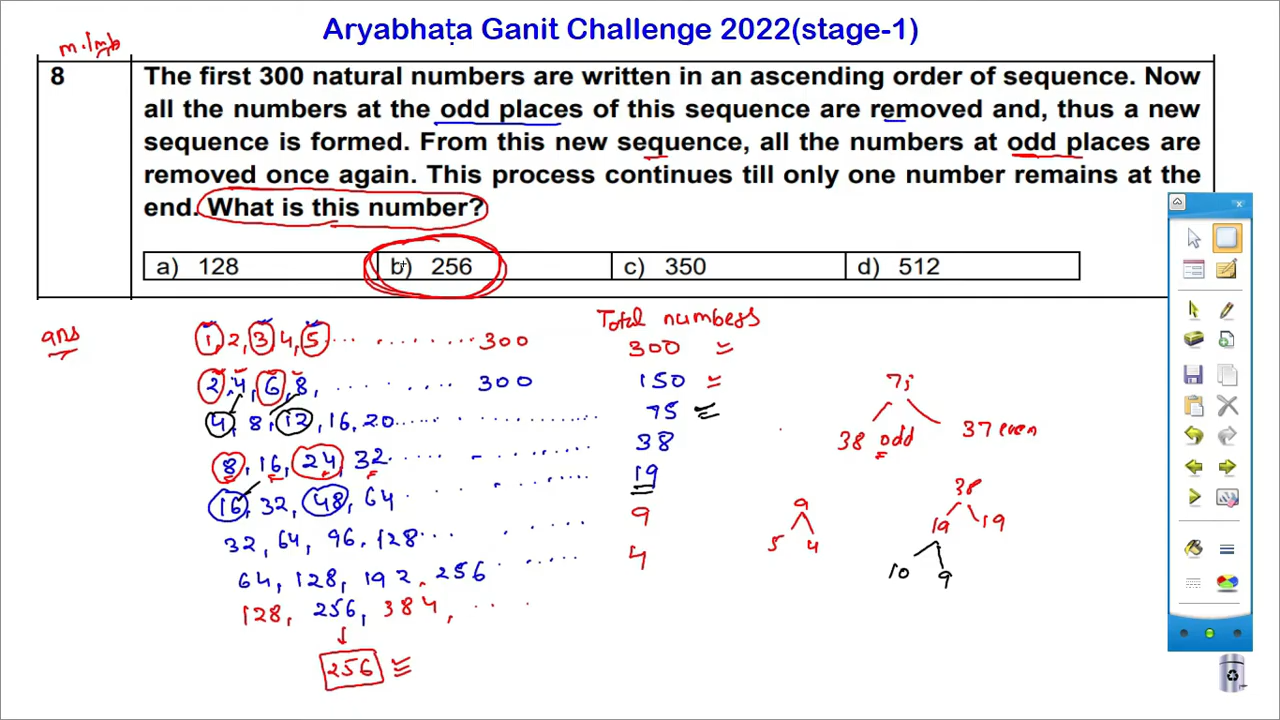 Aryabhaṭa Ganit Challenge 2022(stage-1)
8
The first 300 natural numbers are written in an ascending order of sequence. Now
all the numbers at the odd places of this sequence are removed and, thus a new
sequence is formed. From this new sequence, all the numbers at odd places are
removed once again. This process continues till only one number remains at the
end. What is this number?
a) 128 b) 256 c) 350 d) 512
ans
Total numbers
1, 2, 3, 4, 5 ............ 300 300
2, 4, 6, 8, ............ 300 150
4, 8, 12, 16, 20 ............ 75
8, 16, 24, 32 ............ 38
16, 32, 48, 64 ............ 19
32, 64, 96, 128 ............ 9
64, 128, 192, 256 ............ 4
128, 256, 384, ......
256
38 odd 37 even
38
19 19
10 9
9
5 4